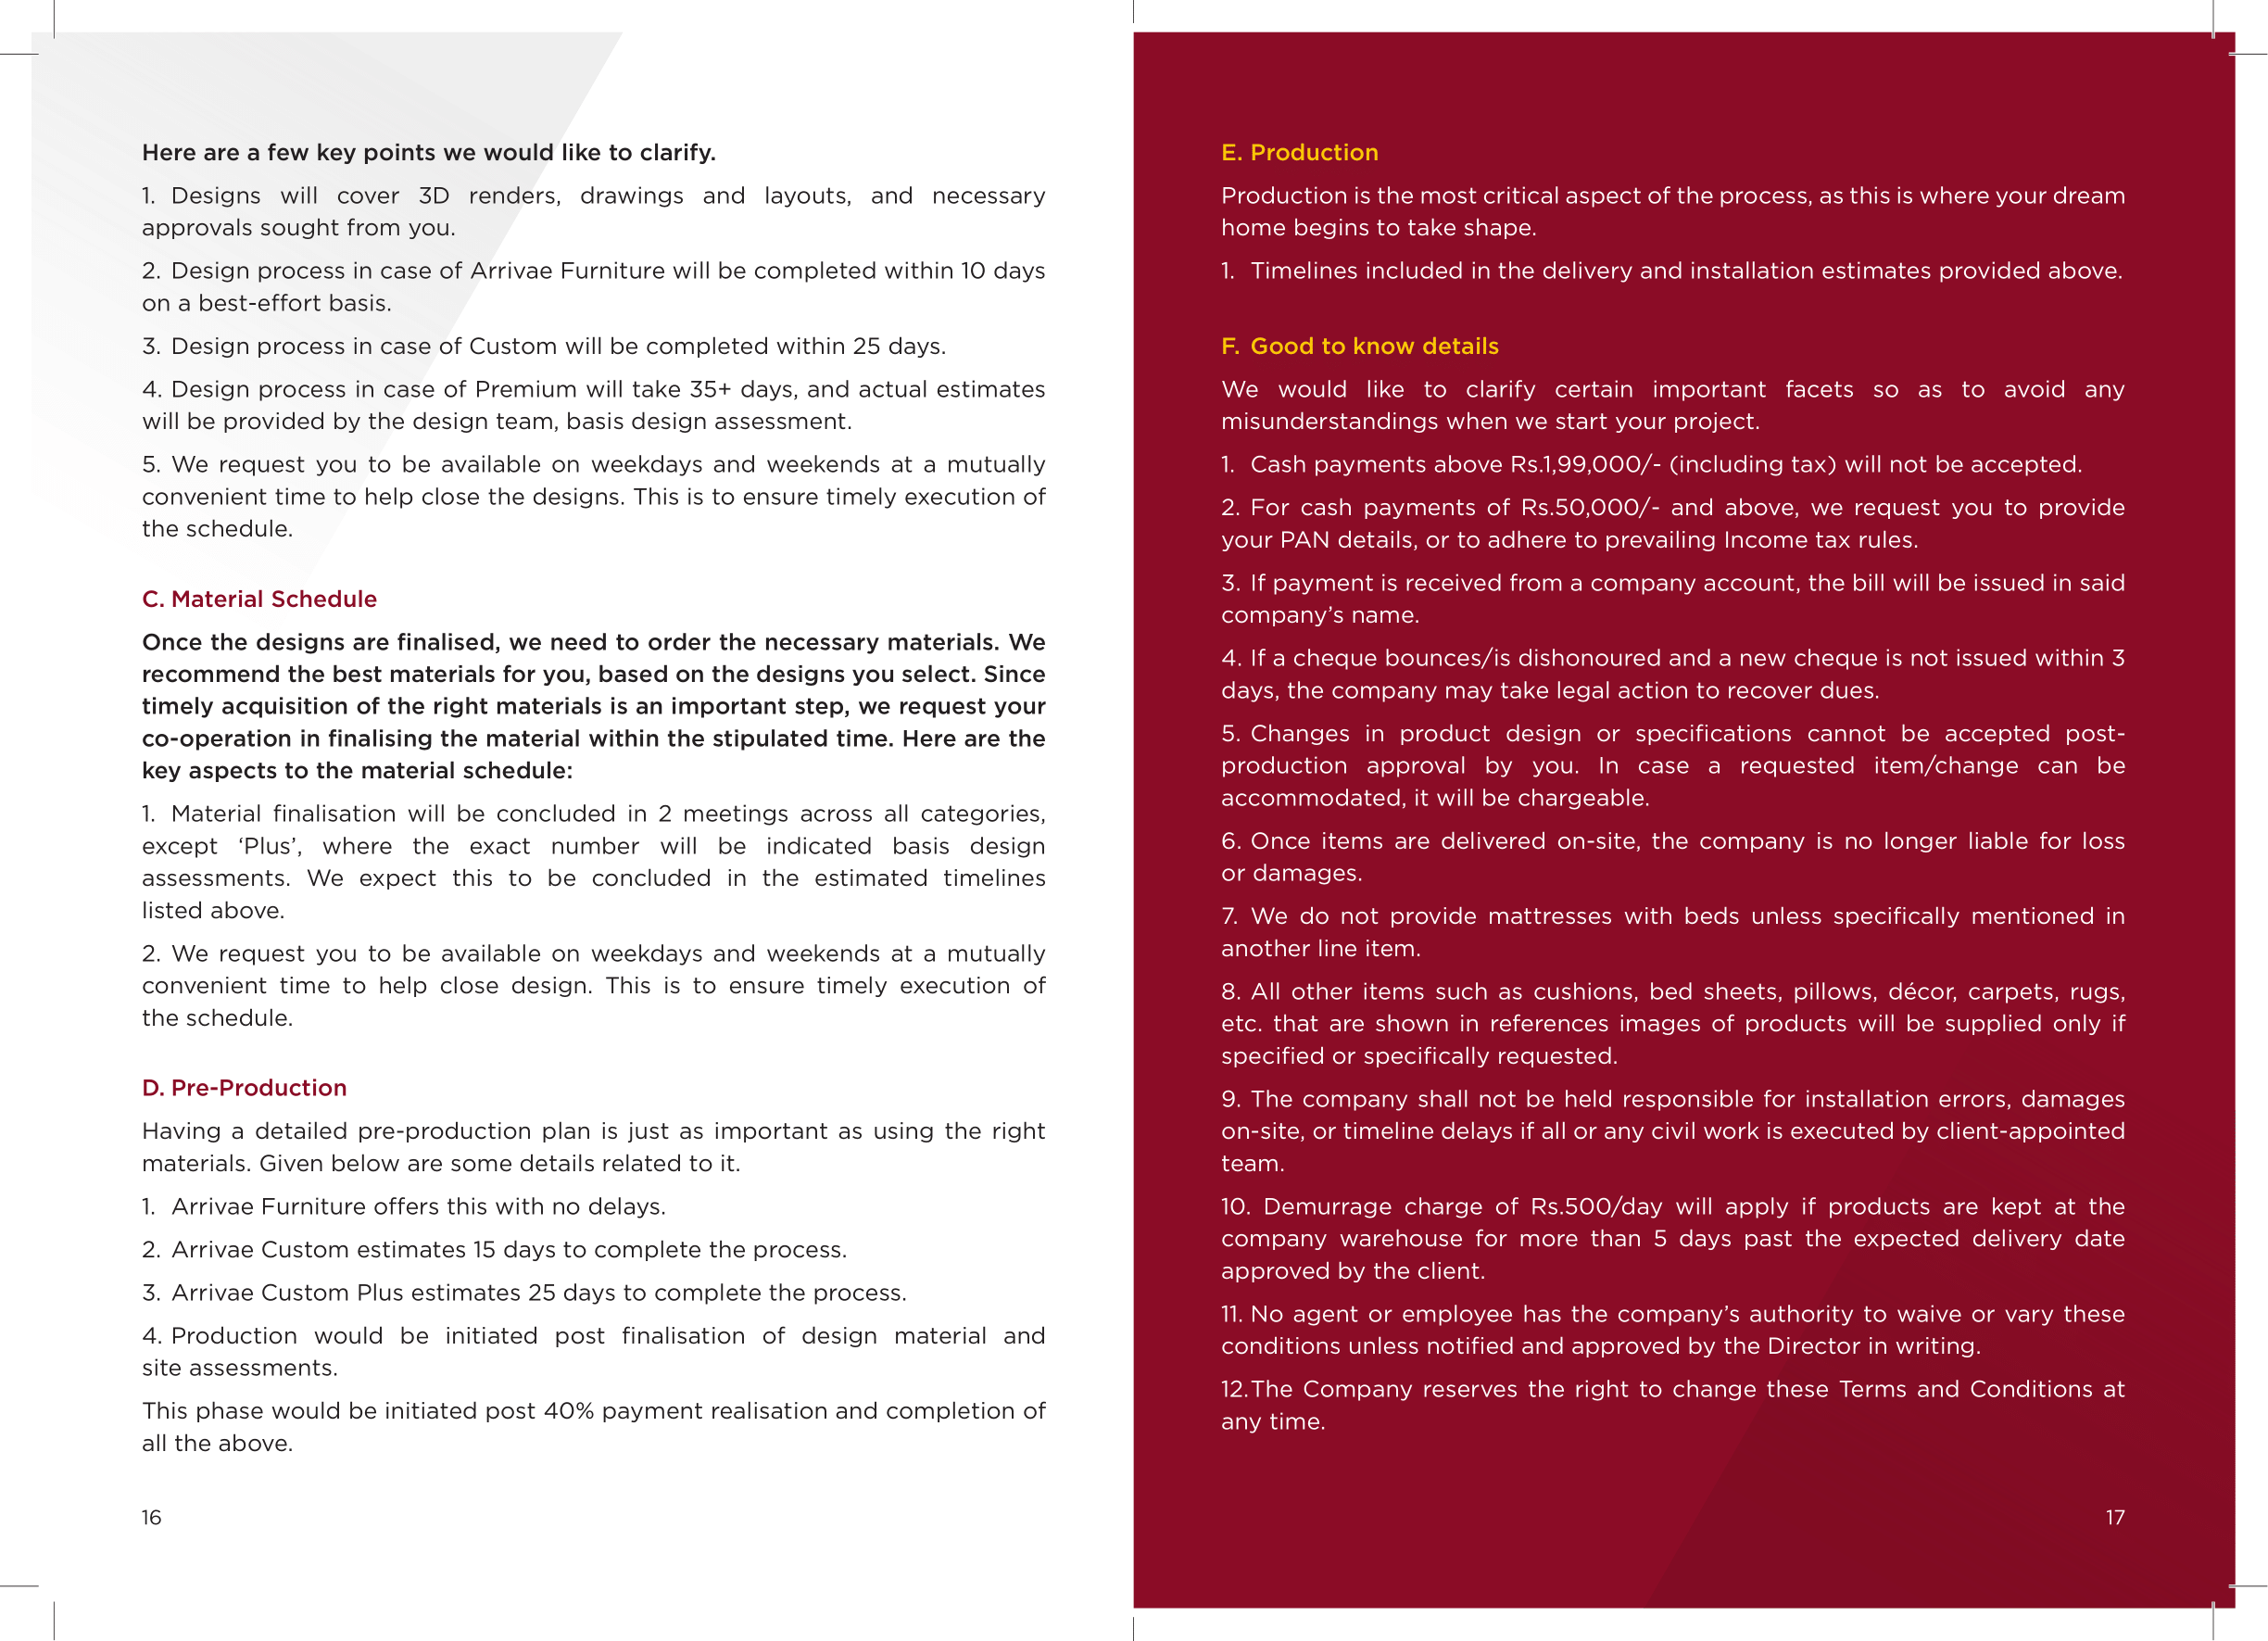 Here are a few key points we would like to clarify.
1. Designs will cover 3D renders, drawings and layouts, and necessary
approvals sought from you.
2. Design process in case of Arrivae Furniture will be completed within 10 days
on a best-effort basis.
3. Design process in case of Custom will be completed within 25 days.
4. Design process in case of Premium will take 35+ days, and actual estimates
will be provided by the design team, basis design assessment.
5. We request you to be available on weekdays and weekends at a mutually
convenient time to help close the designs. This is to ensure timely execution of
the schedule.
C. Material Schedule
Once the designs are finalised, we need to order the necessary materials. We
recommend the best materials for you, based on the designs you select. Since
timely acquisition of the right materials is an important step, we request your
co-operation in finalising the material within the stipulated time. Here are the
key aspects to the material schedule:
1. Material finalisation will be concluded in 2 meetings across all categories,
except ‘Plus’, where the exact number will be indicated basis design
assessments. We expect this to be concluded in the estimated timelines
listed above.
2. We request you to be available on weekdays and weekends at a mutually
convenient time to help close design. This is to ensure timely execution of
the schedule.
D. Pre-Production
Having a detailed pre-production plan is just as important as using the right
materials. Given below are some details related to it.
1. Arrivae Furniture offers this with no delays.
2. Arrivae Custom estimates 15 days to complete the process.
3. Arrivae Custom Plus estimates 25 days to complete the process.
4. Production would be initiated post finalisation of design material and
site assessments.
This phase would be initiated post 40% payment realisation and completion of
all the above.
16
E. Production
Production is the most critical aspect of the process, as this is where your dream
home begins to take shape.
1. Timelines included in the delivery and installation estimates provided above.
F. Good to know details
We would like to clarify certain important facets so as to avoid any
misunderstandings when we start your project.
1. Cash payments above Rs.1,99,000/- (including tax) will not be accepted.
2. For cash payments of Rs.50,000/- and above, we request you to provide
your PAN details, or to adhere to prevailing Income tax rules.
3. If payment is received from a company account, the bill will be issued in said
company’s name.
4. If a cheque bounces/is dishonoured and a new cheque is not issued within 3
days, the company may take legal action to recover dues.
5. Changes in product design or specifications cannot be accepted post-
production approval by you. In case a requested item/change can be
accommodated, it will be chargeable.
6. Once items are delivered on-site, the company is no longer liable for loss
or damages.
7. We do not provide mattresses with beds unless specifically mentioned in
another line item.
8. All other items such as cushions, bed sheets, pillows, décor, carpets, rugs,
etc. that are shown in references images of products will be supplied only if
specified or specifically requested.
9. The company shall not be held responsible for installation errors, damages
on-site, or timeline delays if all or any civil work is executed by client-appointed
team.
10. Demurrage charge of Rs.500/day will apply if products are kept at the
company warehouse for more than 5 days past the expected delivery date
approved by the client.
11. No agent or employee has the company’s authority to waive or vary these
conditions unless notified and approved by the Director in writing.
12.The Company reserves the right to change these Terms and Conditions at
any time.
17